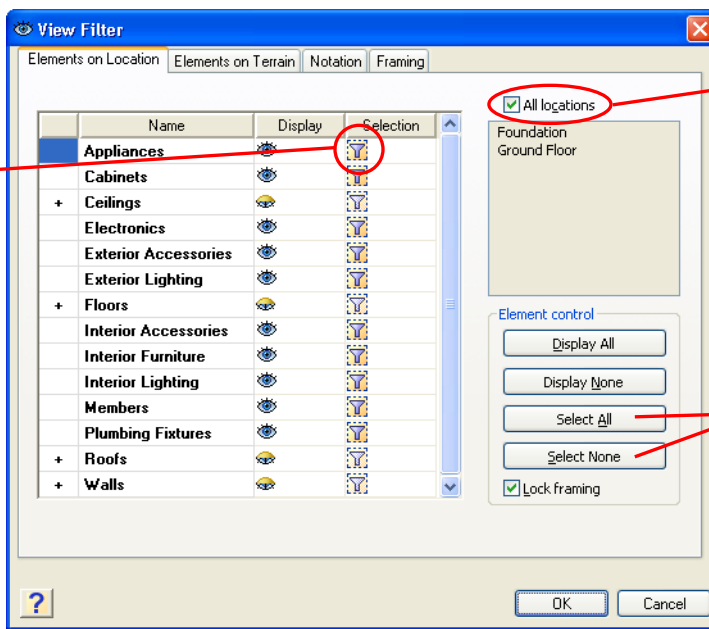 View Filter
Elements on Location
Elements on Terrain
Notation
Framing
All locations
Name Display Selection
Foundation
Ground Floor
Appliances
Cabinets
+ Ceilings
Electronics
Exterior Accessories
Exterior Lighting
+ Floors
Interior Accessories
Interior Furniture
Interior Lighting
Members
Plumbing Fixtures
+ Roofs
+ Walls
Element control
Display All
Display None
Select All
Select None
Lock framing
?
OK
Cancel